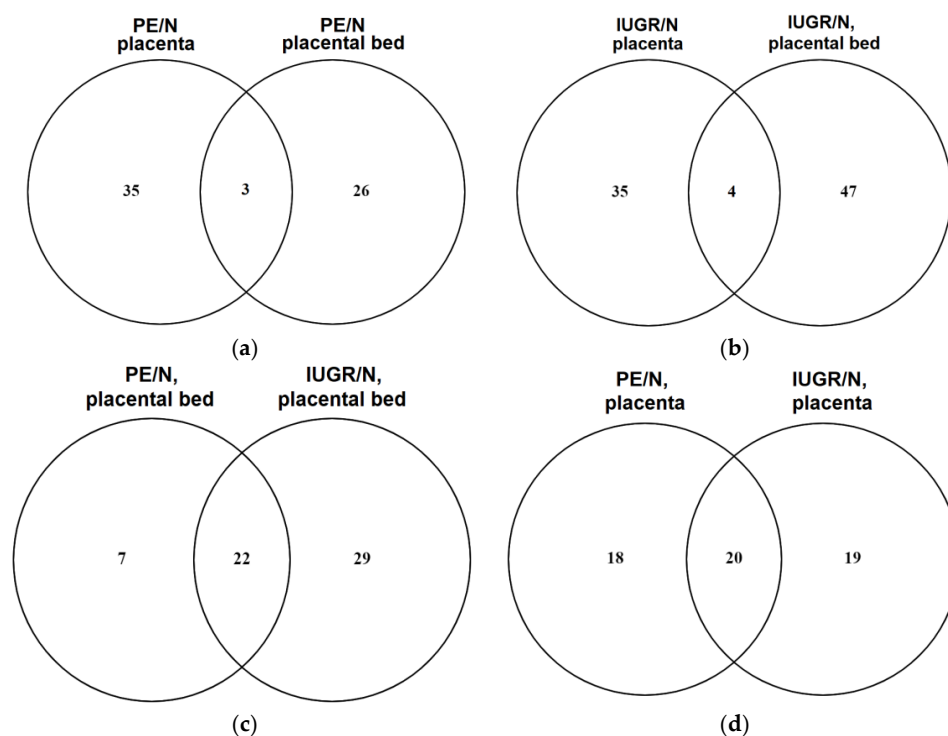 PE/N
placenta
PE/N
placental bed
35
3
26
(a)
IUGR/N
placenta
IUGR/N,
placental bed
35
4
47
(b)
PE/N,
placental bed
IUGR/N,
placental bed
7
22
29
(c)
PE/N,
placenta
IUGR/N,
placenta
18
20
19
(d)